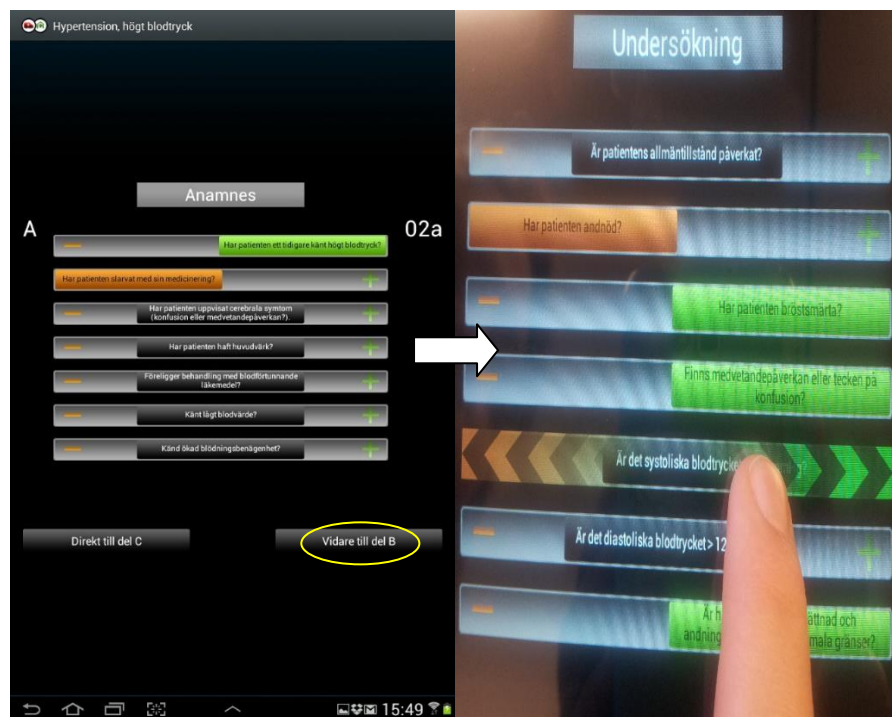 Hypertension, högt blodtryck
Anamnes
A
02a
Har patienten ett tidigare känt högt blodtryck?
Har patienten slarvat med sin medicinering?
Har patienten uppvisat cerebrala symtom
(konfusion eller medvetandepåverkan?).
Har patienten haft huvudvärk?
Föreligger behandling med blodförtunnande
läkemedel?
Känt lågt blodvärde?
Känd ökad blödningsbenägenhet?
Direkt till del C
Vidare till del B
15:49
Undersökning
Är patientens allmäntillstånd påverkat?
Har patienten andnöd?
Har patienten bröstsmärta?
Finns medvetandepåverkan eller tecken på
konfusion?
Är det systoliska
Är det diastoliska blodtrycket > 12
Är
ättnad och
andning
mala gränser?